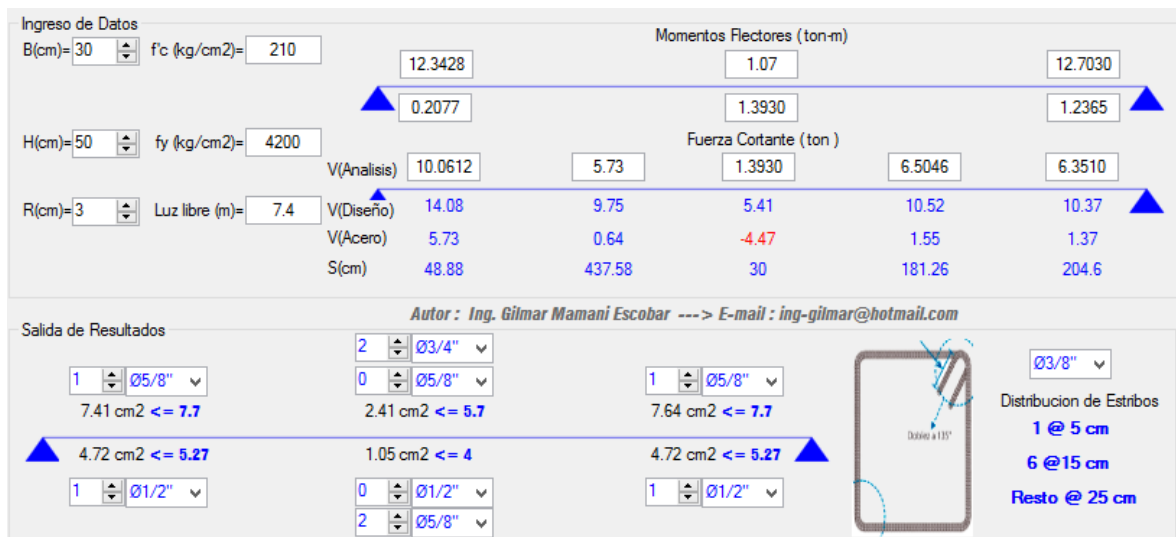 Ingreso de Datos
B(cm)= 30 f'c (kg/cm2)= 210
Momentos Flectores ( ton-m)
12.3428 1.07 12.7030
0.2077 1.3930 1.2365
H(cm)= 50 fy (kg/cm2)= 4200
Fuerza Cortante ( ton )
V(Analisis) 10.0612 5.73 1.3930 6.5046 6.3510
R(cm)= 3 Luz libre (m)= 7.4 V(Diseño) 14.08 9.75 5.41 10.52 10.37
V(Acero) 5.73 0.64 -4.47 1.55 1.37
S(cm) 48.88 437.58 30 181.26 204.6
Autor : Ing. Gilmar Mamani Escobar ---> E-mail : ing-gilmar@hotmail.com
Salida de Resultados
2 Ø3/4"
1 Ø5/8" 0 Ø5/8" 1 Ø5/8"
7.41 cm2 <= 7.7 2.41 cm2 <= 5.7 7.64 cm2 <= 7.7
4.72 cm2 <= 5.27 1.05 cm2 <= 4 4.72 cm2 <= 5.27
1 Ø1/2" 0 Ø1/2" 1 Ø1/2"
2 Ø5/8"
Doblez a 135°
Ø3/8"
Distribucion de Estribos
1 @ 5 cm
6 @15 cm
Resto @ 25 cm